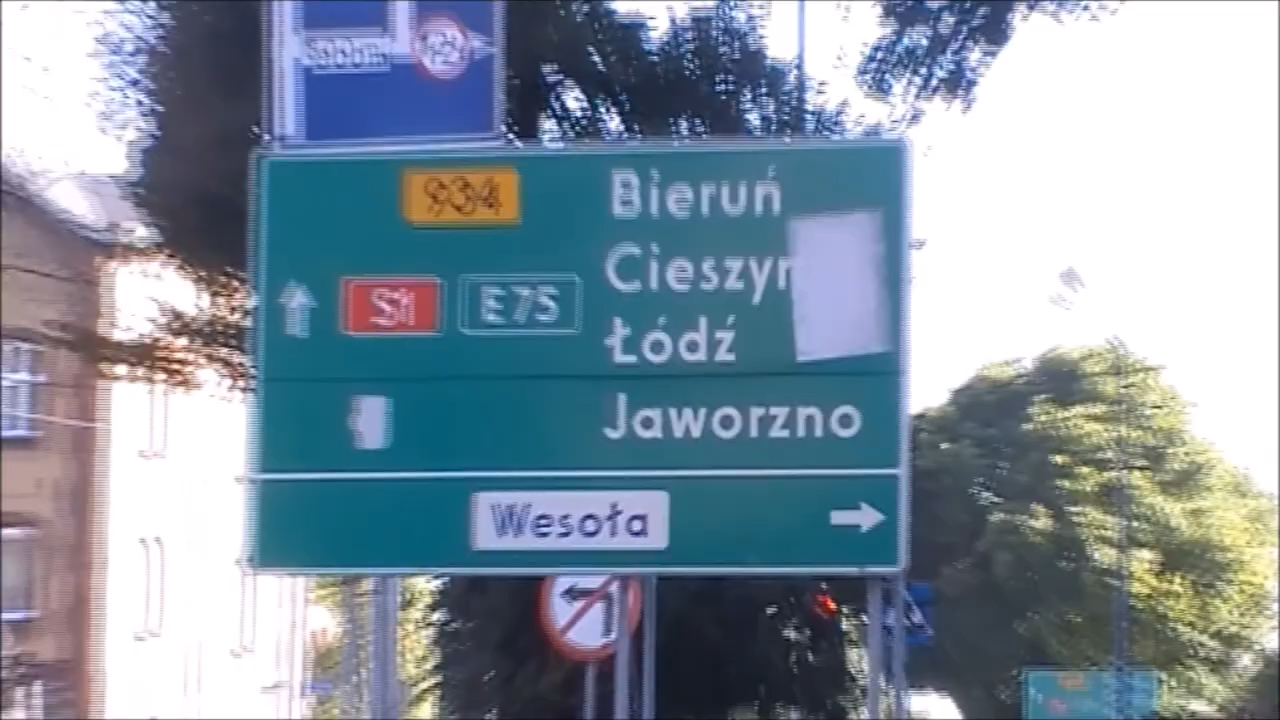 934 Bieruń
Cieszyn
S1 E75
Łódź
Jaworzno
Wesoła